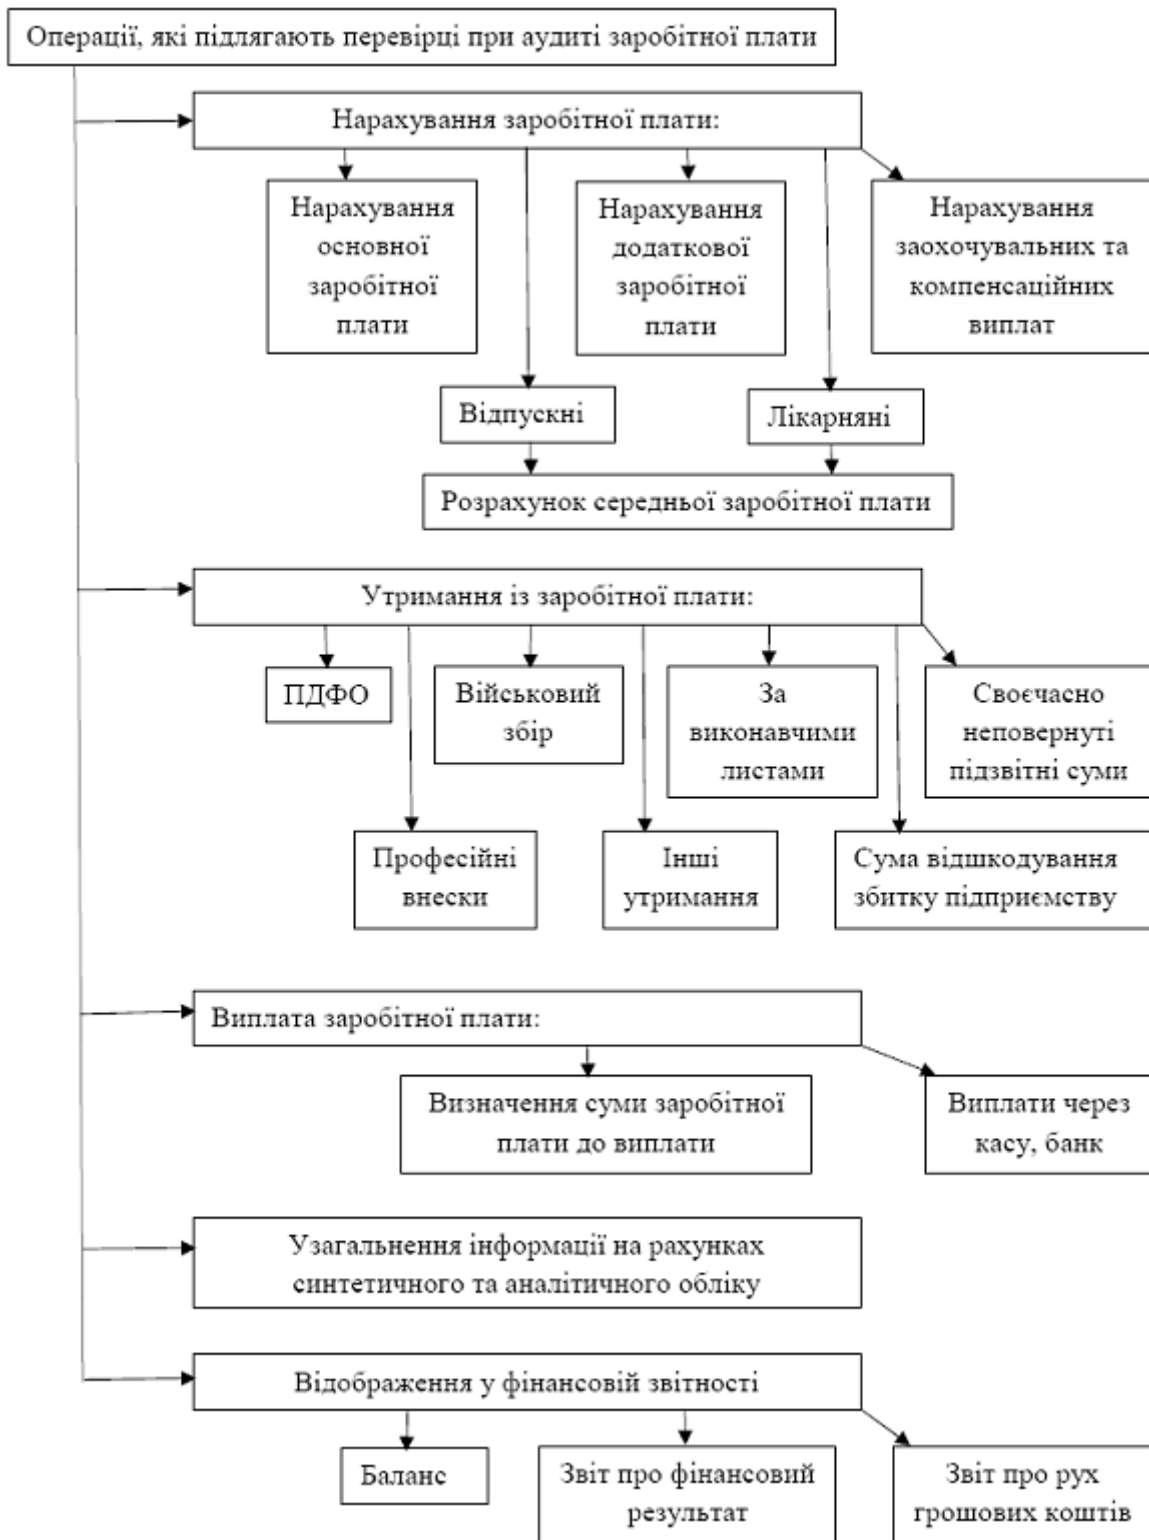 Операції, які підлягають перевірці при аудиті заробітної плати
Нарахування заробітної плати:
Нарахування
основної
заробітної
плати
Нарахування
додаткової
заробітної
плати
Нарахування
заохочувальних та
компенсаційних
виплат
Відпускні
Лікарняні
Розрахунок середньої заробітної плати
Утримання із заробітної плати:
ПДФО
Військовий
збір
За
виконавчими
листами
Своєчасно
неповернуті
підзвітні суми
Професійні
внески
Інші
утримання
Сума відшкодування
збитку підприємству
Виплата заробітної плати:
Визначення суми заробітної
плати до виплати
Виплати через
касу, банк
Узагальнення інформації на рахунках
синтетичного та аналітичного обліку
Відображення у фінансовій звітності
Баланс
Звіт про фінансовий
результат
Звіт про рух
грошових коштів